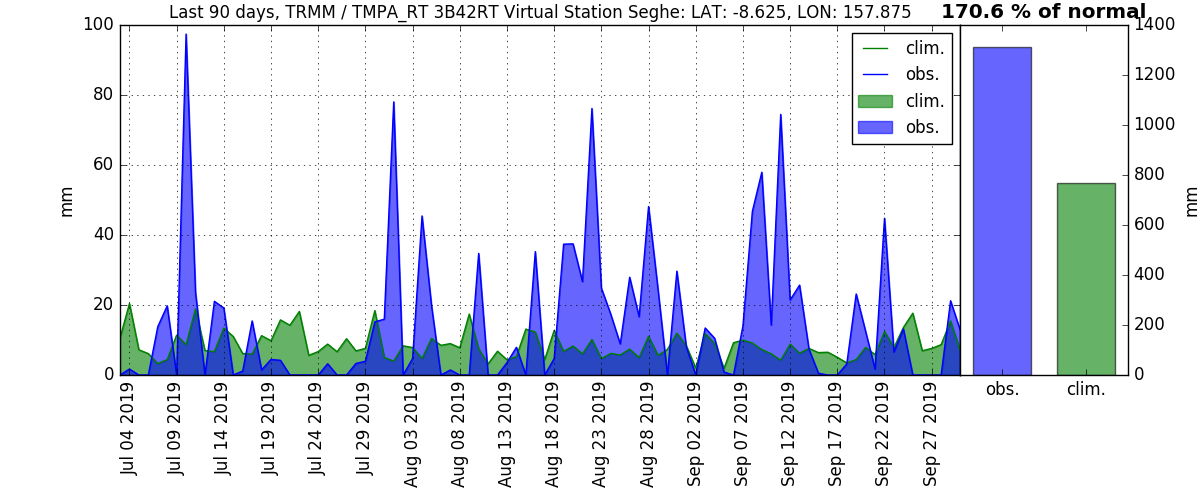 Last 90 days, TRMM / TMPA_RT 3B42RT Virtual Station Seghe: LAT: -8.625, LON: 157.875
170.6 % of normal
100
80
60
40
20
0
mm
clim.
obs.
clim.
obs.
Jul 04 2019
Jul 09 2019
Jul 14 2019
Jul 19 2019
Jul 24 2019
Jul 29 2019
Aug 03 2019
Aug 08 2019
Aug 13 2019
Aug 18 2019
Aug 23 2019
Aug 28 2019
Sep 02 2019
Sep 07 2019
Sep 12 2019
Sep 17 2019
Sep 22 2019
Sep 27 2019
1400
1200
1000
800
600
400
200
0
mm
obs.
clim.